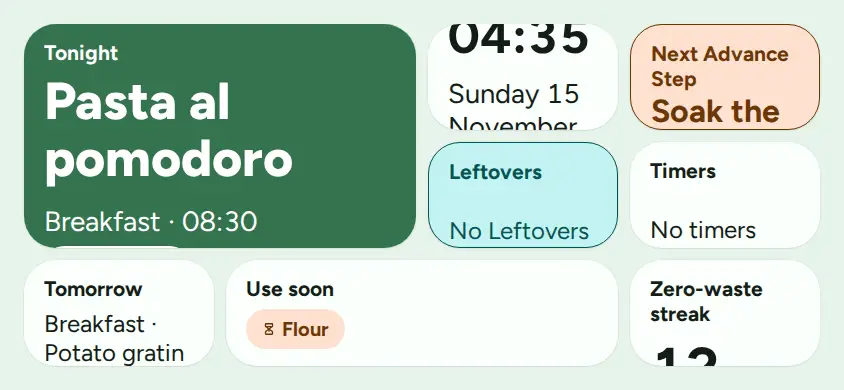 Tonight
Pasta al
pomodoro
Breakfast · 08:30
04:35
Sunday 15
November
Next Advance
Step
Soak the
Leftovers
No Leftovers
Timers
No timers
Tomorrow
Breakfast ·
Potato gratin
Use soon
Flour
Zero-waste
streak
12